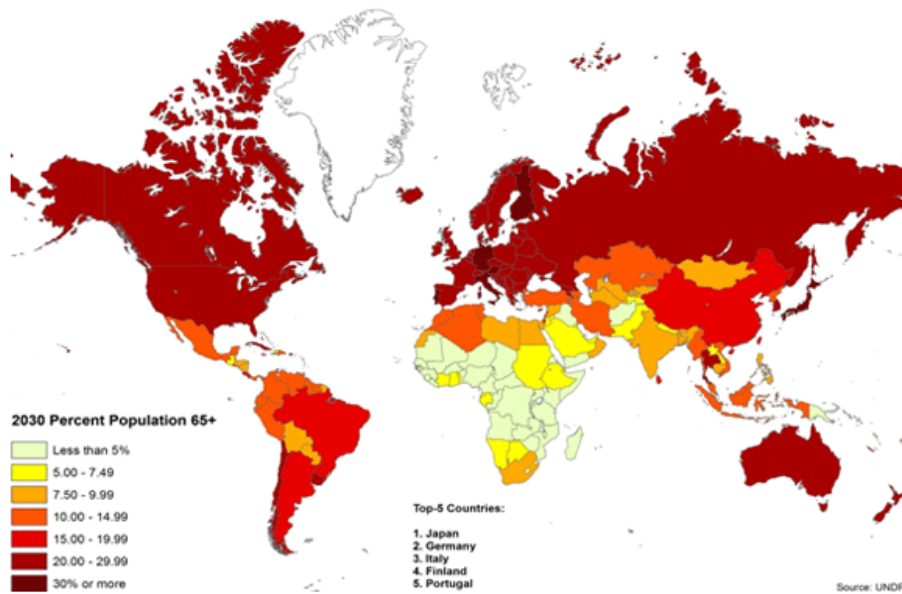 2030 Percent Population 65+
Less than 5%
5.00 - 7.49
7.50 - 9.99
10.00 - 14.99
15.00 - 19.99
20.00 - 29.99
30% or more
Top-5 Countries:
1. Japan
2. Germany
3. Italy
4. Finland
5. Portugal
Source: